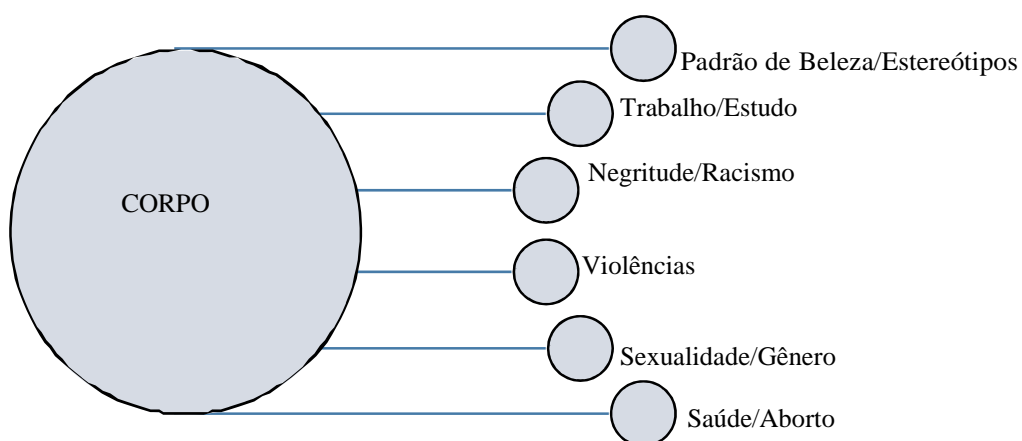 Padrão de Beleza/Estereótipos
Trabalho/Estudo
Negritude/Racismo
CORPO
Violências
Sexualidade/Gênero
Saúde/Aborto